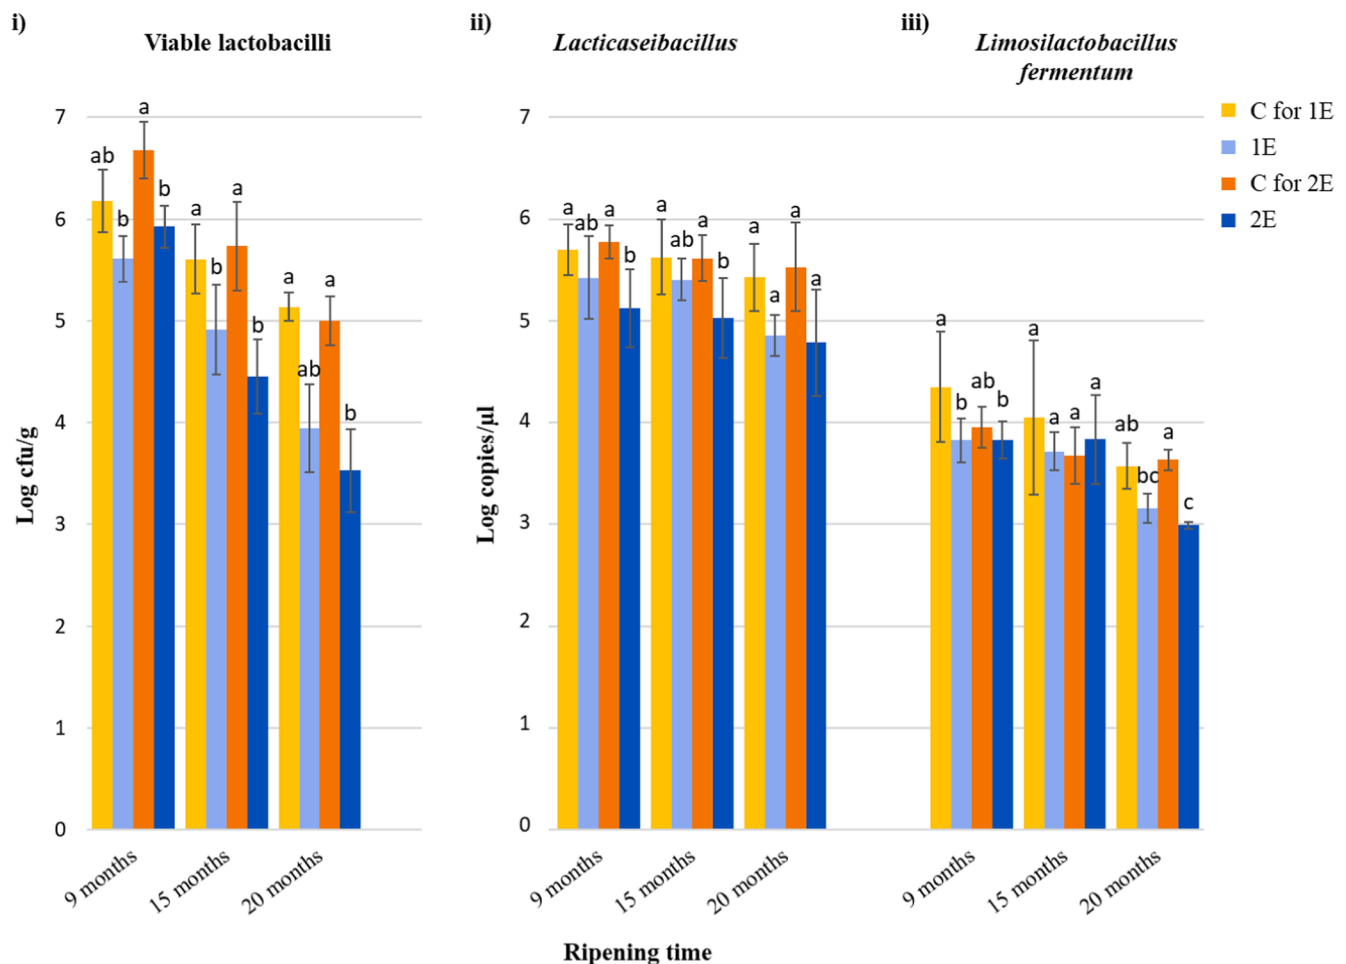 i)
Viable lactobacilli
ii)
Lacticaseibacillus
iii)
Limosilactobacillus
fermentum
C for 1E
1E
C for 2E
2E
Log cfu/g
7
6
5
4
3
2
1
0
ab
b
a
b
a
b
a
b
a
ab
a
b
9 months
15 months
20 months
Log copies/µl
7
6
5
4
3
2
1
0
a
ab
a
b
a
ab
a
b
a
a
a
a
9 months
15 months
20 months
a
b
ab
b
a
a
a
a
ab
bc
a
c
9 months
15 months
20 months
Ripening time